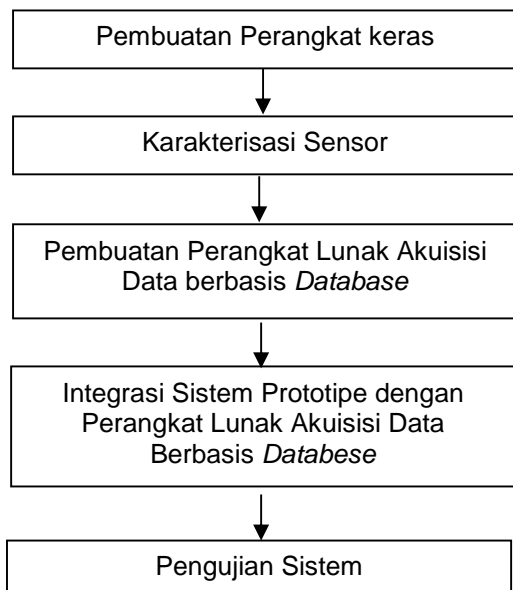 Pembuatan Perangkat keras
Karakterisasi Sensor
Pembuatan Perangkat Lunak Akuisisi
Data berbasis Database
Integrasi Sistem Prototipe dengan
Perangkat Lunak Akuisisi Data
Berbasis Databese
Pengujian Sistem